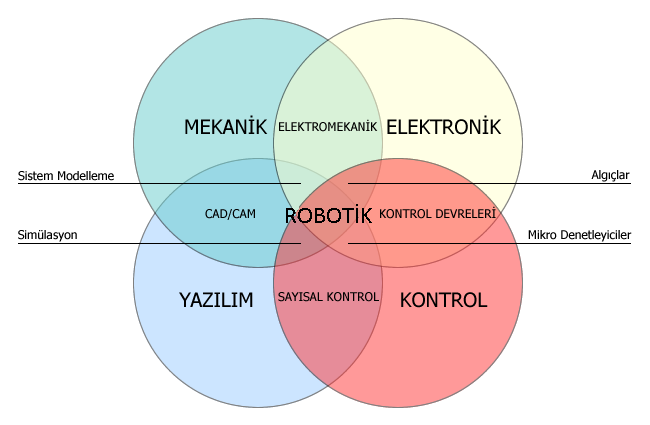 MEKANİK
ELEKTROMEKANİK
ELEKTRONİK
Sistem Modelleme
Algıçlar
CAD/CAM
ROBOTİK
KONTROL DEVRELERİ
Simülasyon
Mikro Denetleyiciler
YAZILIM
SAYISAL KONTROL
KONTROL